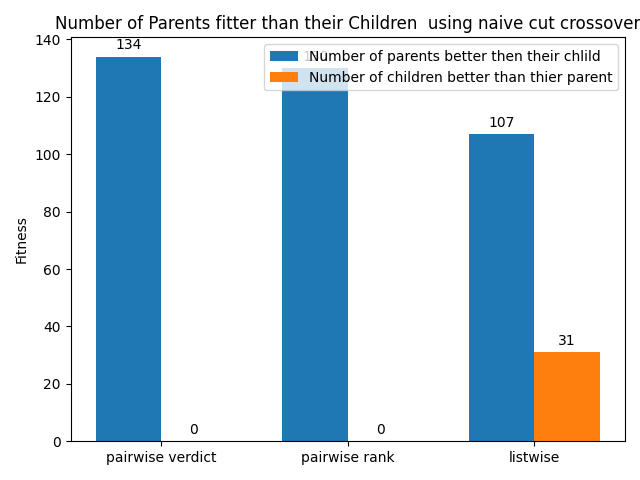 Number of Parents fitter than their Children  using naive cut crossover
140
120
100
80
60
40
20
0
Fitness
134
0
0
107
31
Number of parents better then their chlild
Number of children better than thier parent
pairwise verdict
pairwise rank
listwise